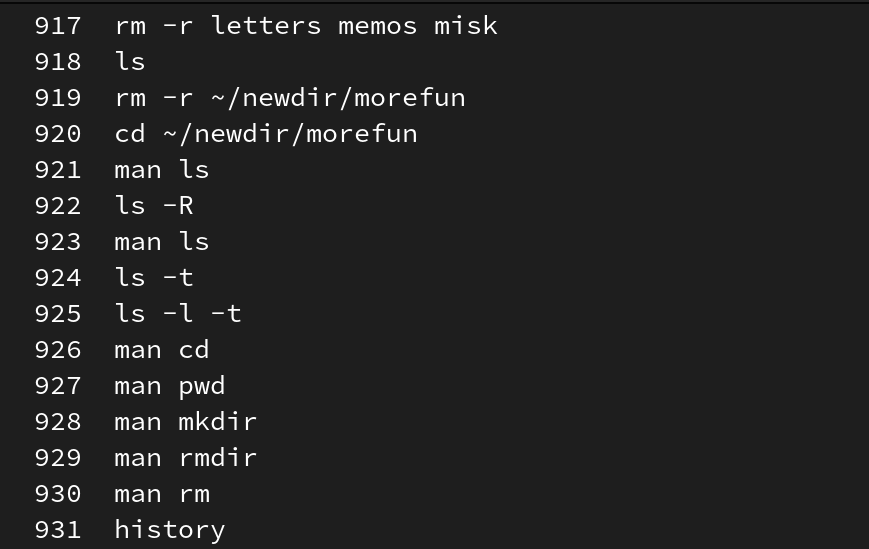 917 rm -r letters memos misk
918 ls
919 rm -r ~/newdir/morefun
920 cd ~/newdir/morefun
921 man ls
922 ls -R
923 man ls
924 ls -t
925 ls -l -t
926 man cd
927 man pwd
928 man mkdir
929 man rmdir
930 man rm
931 history